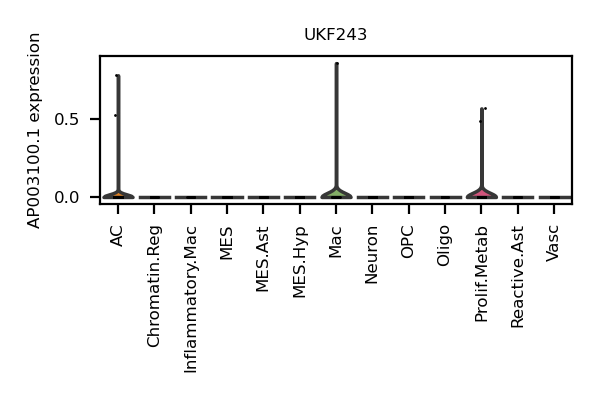 UKF243
AP003100.1 expression
0.5
0.0
AC
Chromatin.Reg
Inflammatory.Mac
MES
MES.Ast
MES.Hyp
Mac
Neuron
OPC
Oligo
Prolif.Metab
Reactive.Ast
Vasc